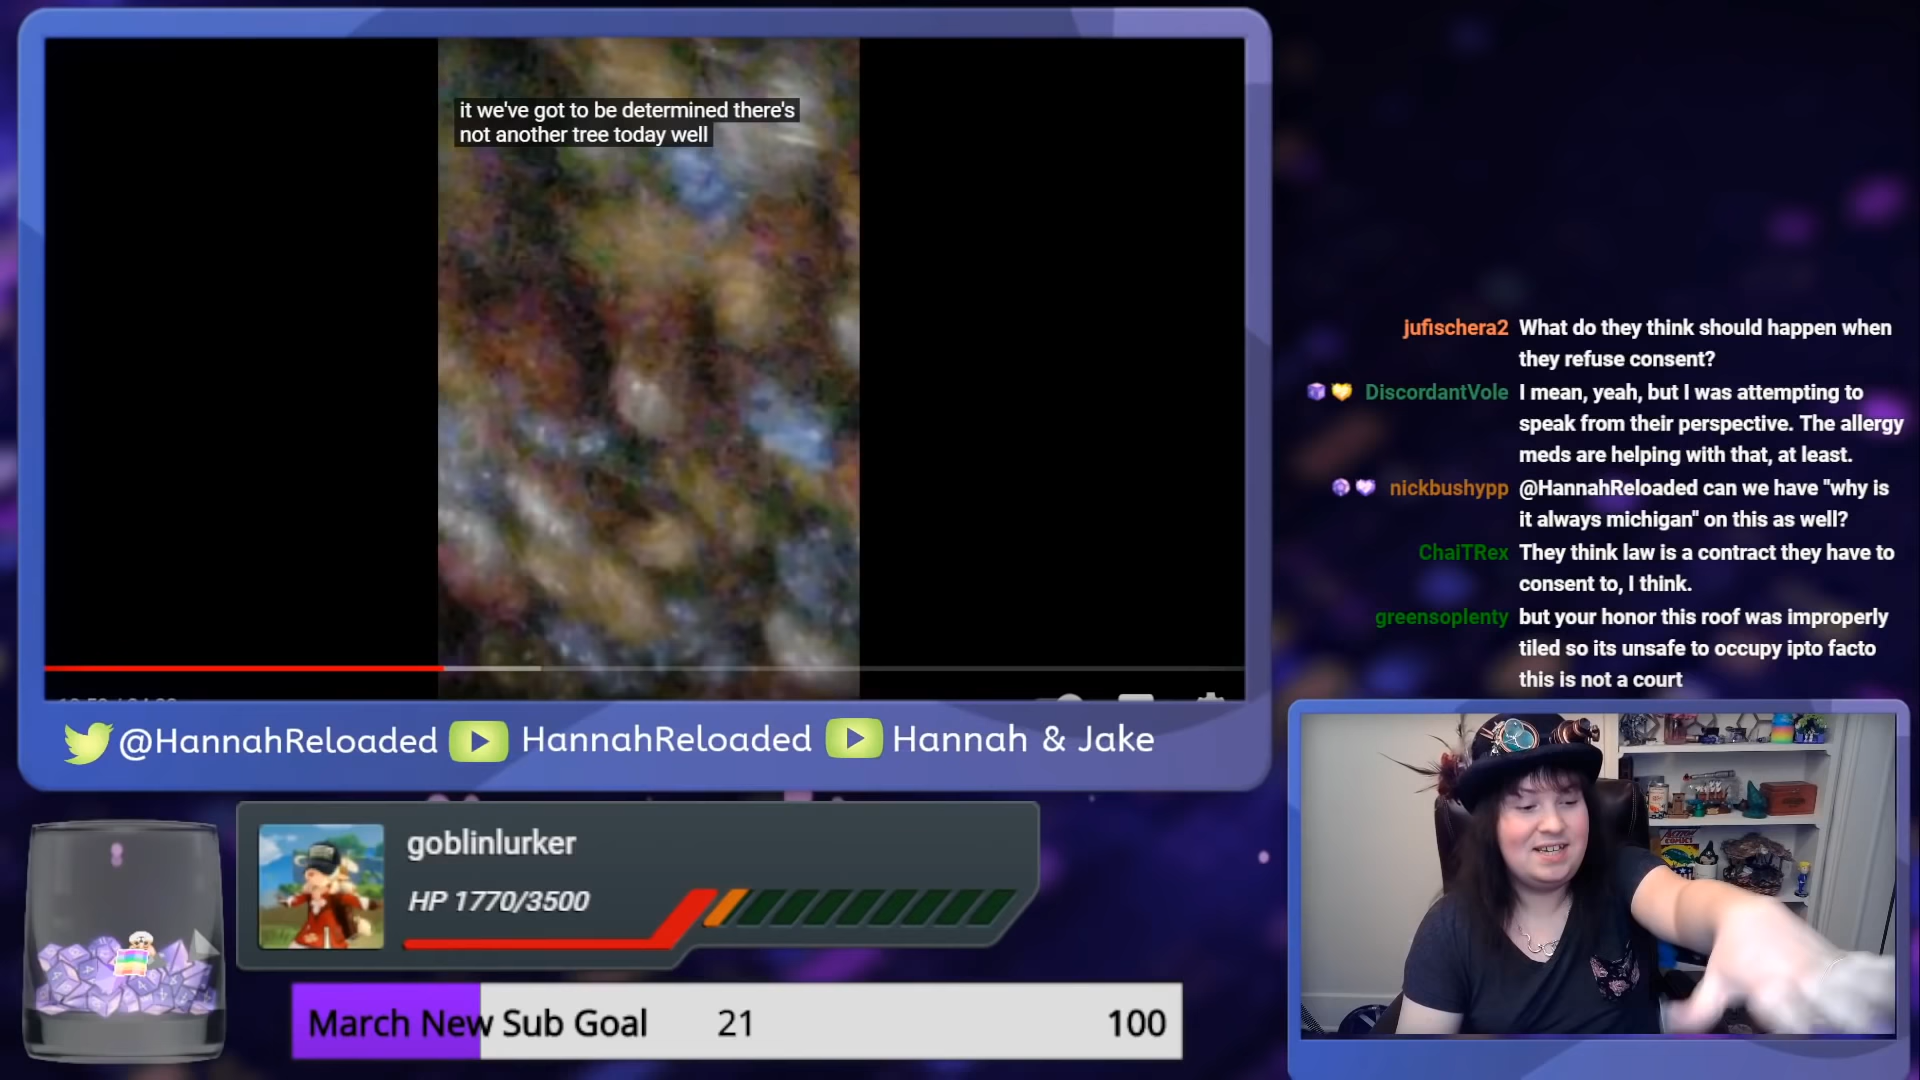 it we've got to be determined there's
not another tree today well
@HannahReloaded HannahReloaded Hannah & Jake
goblinlurker
HP 1770/3500
March New Sub Goal 21 100
jufischera2 What do they think should happen when
they refuse consent?
DiscordantVole I mean, yeah, but I was attempting to
speak from their perspective. The allergy
meds are helping with that, at least.
nickbushypp @HannahReloaded can we have "why is
it always michigan" on this as well?
ChaiTRex They think law is a contract they have to
consent to, I think.
greensoplenty but your honor this roof was improperly
tiled so its unsafe to occupy ipto facto
this is not a court